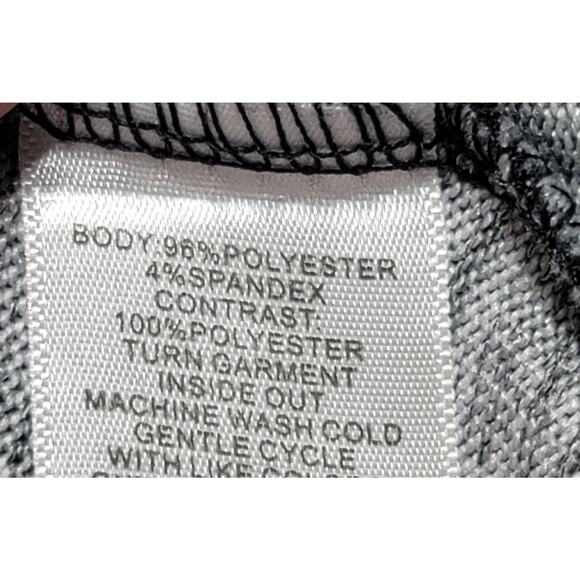 BODY:96%POLYESTER
4%SPANDEX
CONTRAST:
100%POLYESTER
TURN GARMENT
INSIDE OUT
MACHINE WASH COLD
GENTLE CYCLE
WITH LIKE COLORS